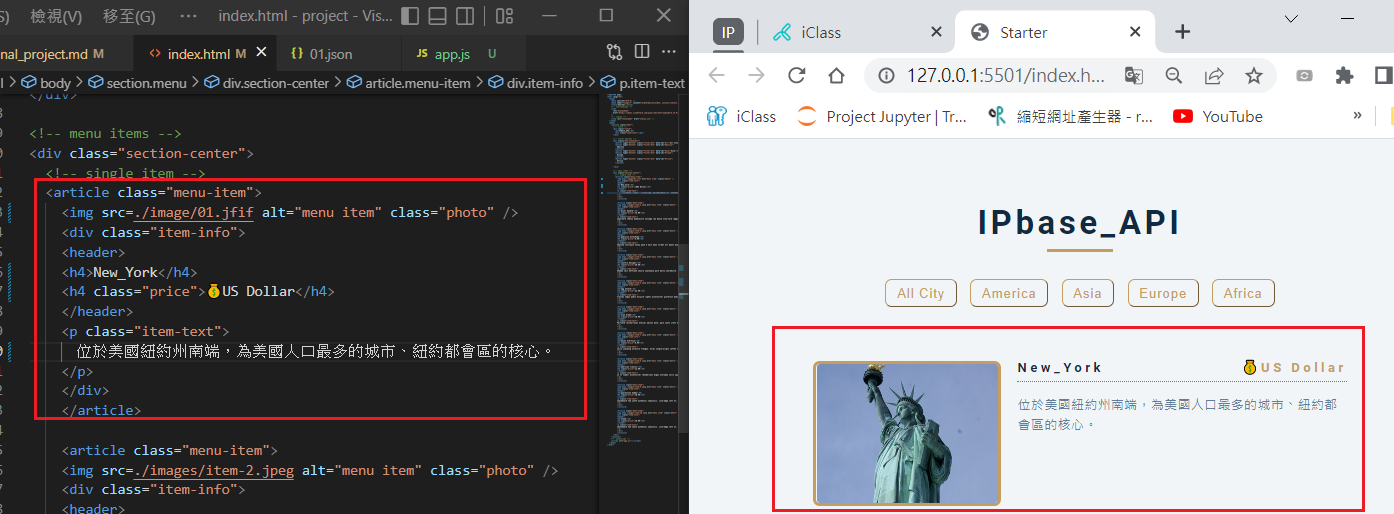 S) 檢視(V) 移至(G) ··· index.html - project - Vis...
nal_project.md M
index.html M
01.json
app.js U
l > body > section.menu > div.section-center > article.menu-item > div.item-info > p.item-text
</div>
<!-- menu items -->
<div class="section-center">
<!-- single item -->
<article class="menu-item">
<img src=./image/01.jfif alt="menu item" class="photo" />
<div class="item-info">
<header>
<h4>New_York</h4>
<h4 class="price">💰US Dollar</h4>
</header>
<p class="item-text">
位於美國紐約州南端，為美國人口最多的城市、紐約都會區的核心。
</p>
</div>
</article>
<article class="menu-item">
<img src=./images/item-2.jpeg alt="menu item" class="photo" />
<div class="item-info">
<header>
IP
iClass
Starter
127.0.0.1:5501/index.h...
iClass
Project Jupyter | Tr...
縮短網址產生器 - r...
YouTube
»
IPbase_API
All City
America
Asia
Europe
Africa
New_York
💰US Dollar
位於美國紐約州南端，為美國人口最多的城市、紐約都
會區的核心。